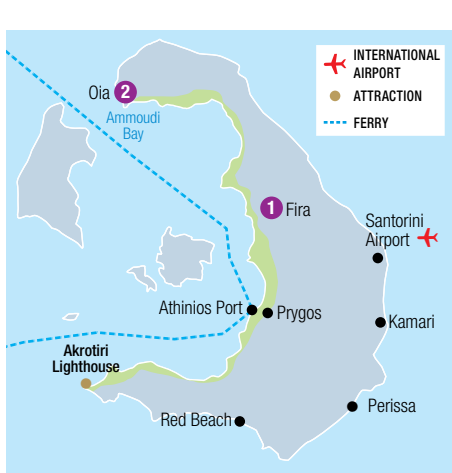 INTERNATIONAL
AIRPORT
ATTRACTION
FERRY
Oia 2
Ammoudi
Bay
1 Fira
Santorini
Airport
Athinios Port
Prygos
Kamari
Akrotiri
Lighthouse
Perissa
Red Beach